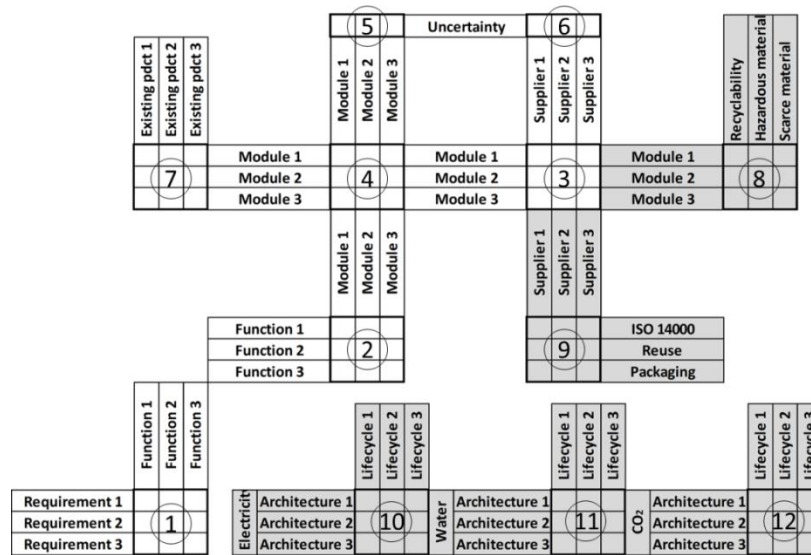 5 Uncertainty 6
Existing pdct 1
Existing pdct 2
Existing pdct 3
Module 1
Module 2
Module 3
Supplier 1
Supplier 2
Supplier 3
Recyclability
Hazardous material
Scarce material
Module 1
Module 2
Module 3
7
4
Module 1
Module 2
Module 3
3
Module 1
Module 2
Module 3
8
Module 1
Module 2
Module 3
Supplier 1
Supplier 2
Supplier 3
Function 1
Function 2
Function 3
2
9
ISO 14000
Reuse
Packaging
Function 1
Function 2
Function 3
Lifecycle 1
Lifecycle 2
Lifecycle 3
Lifecycle 1
Lifecycle 2
Lifecycle 3
Lifecycle 1
Lifecycle 2
Lifecycle 3
Requirement 1
Requirement 2
Requirement 3
1
Electricity
Architecture 1
Architecture 2
Architecture 3
10
Water
Architecture 1
Architecture 2
Architecture 3
11
CO₂
Architecture 1
Architecture 2
Architecture 3
12